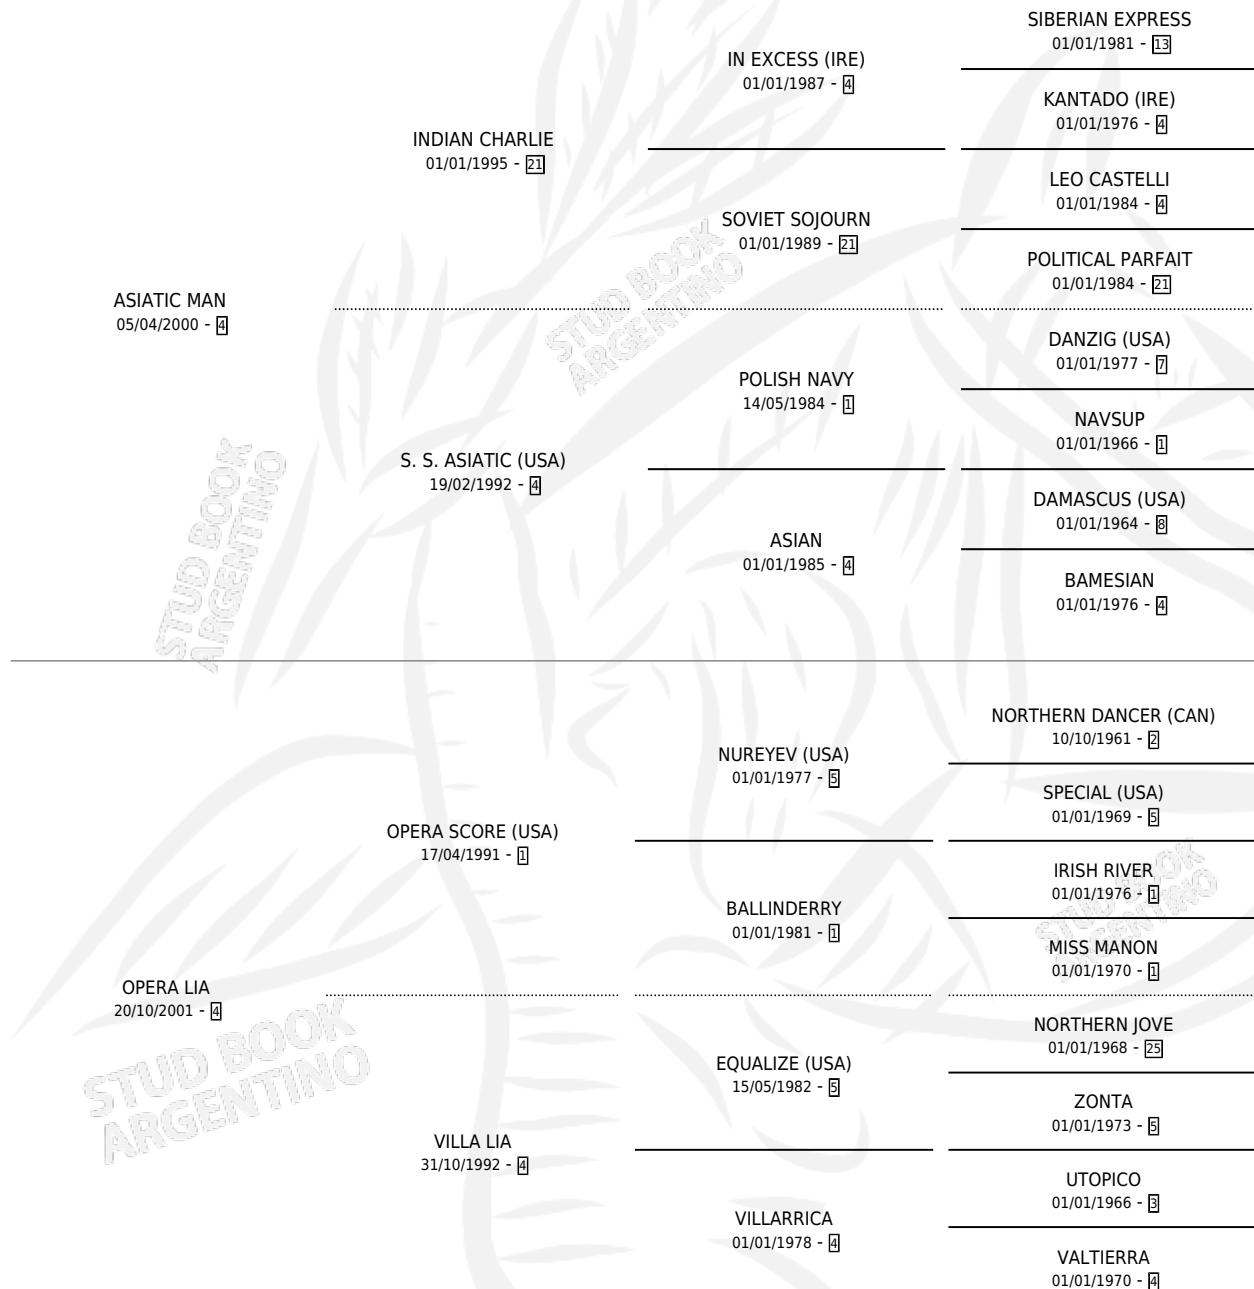 SIBERIAN EXPRESS
01/01/1981 - 13
IN EXCESS (IRE)
01/01/1987 - 4
KANTADO (IRE)
01/01/1976 - 4
INDIAN CHARLIE
01/01/1995 - 21
LEO CASTELLI
01/01/1984 - 4
SOVIET SOJOURN
01/01/1989 - 21
POLITICAL PARFAIT
01/01/1984 - 21
ASIATIC MAN
05/04/2000 - 4
DANZIG (USA)
01/01/1977 - 7
POLISH NAVY
14/05/1984 - 1
NAVSUP
01/01/1966 - 1
S. S. ASIATIC (USA)
19/02/1992 - 4
DAMASCUS (USA)
01/01/1964 - 8
ASIAN
01/01/1985 - 4
BAMESIAN
01/01/1976 - 4
NORTHERN DANCER (CAN)
10/10/1961 - 2
NUREYEV (USA)
01/01/1977 - 5
SPECIAL (USA)
01/01/1969 - 5
OPERA SCORE (USA)
17/04/1991 - 1
IRISH RIVER
01/01/1976 - 1
BALLINDERRY
01/01/1981 - 1
MISS MANON
01/01/1970 - 1
OPERA LIA
20/10/2001 - 4
NORTHERN JOVE
01/01/1968 - 25
EQUALIZE (USA)
15/05/1982 - 5
ZONTA
01/01/1973 - 5
VILLA LIA
31/10/1992 - 4
UTOPICO
01/01/1966 - 3
VILLARRICA
01/01/1978 - 4
VALTIERRA
01/01/1970 - 4
STUD BOOK
ARGENTINO
STUD BOOK
ARGENTINO
STUD BOOK
ARGENTINO
STUD BOOK
ARGENTINO